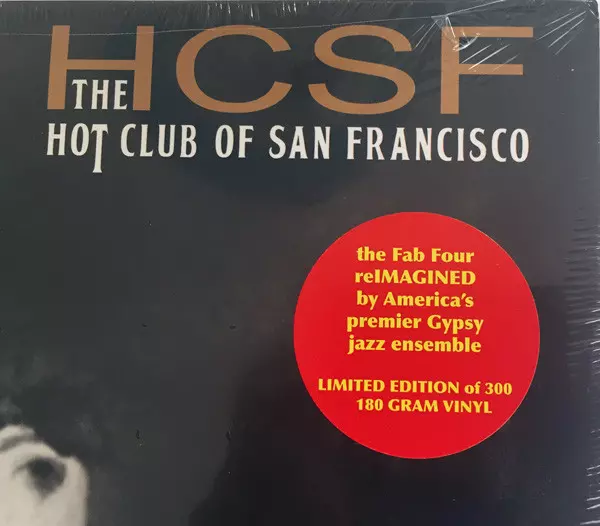 HCSF
THE
HOT CLUB OF SAN FRANCISCO
the Fab Four
reIMAGINED
by America's
premier Gypsy
jazz ensemble
LIMITED EDITION of 300
180 GRAM VINYL